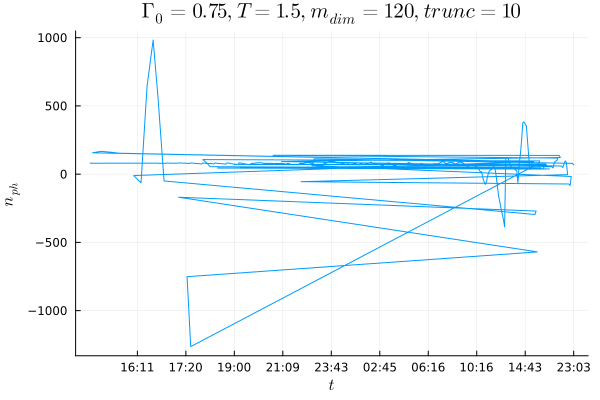 Γ₀ = 0.75, T = 1.5, m_dim = 120, trunc = 10
1000
500
0
−500
−1000
n_ph
16:11 17:20 19:00 21:09 23:43 02:45 06:16 10:16 14:43 23:03
t